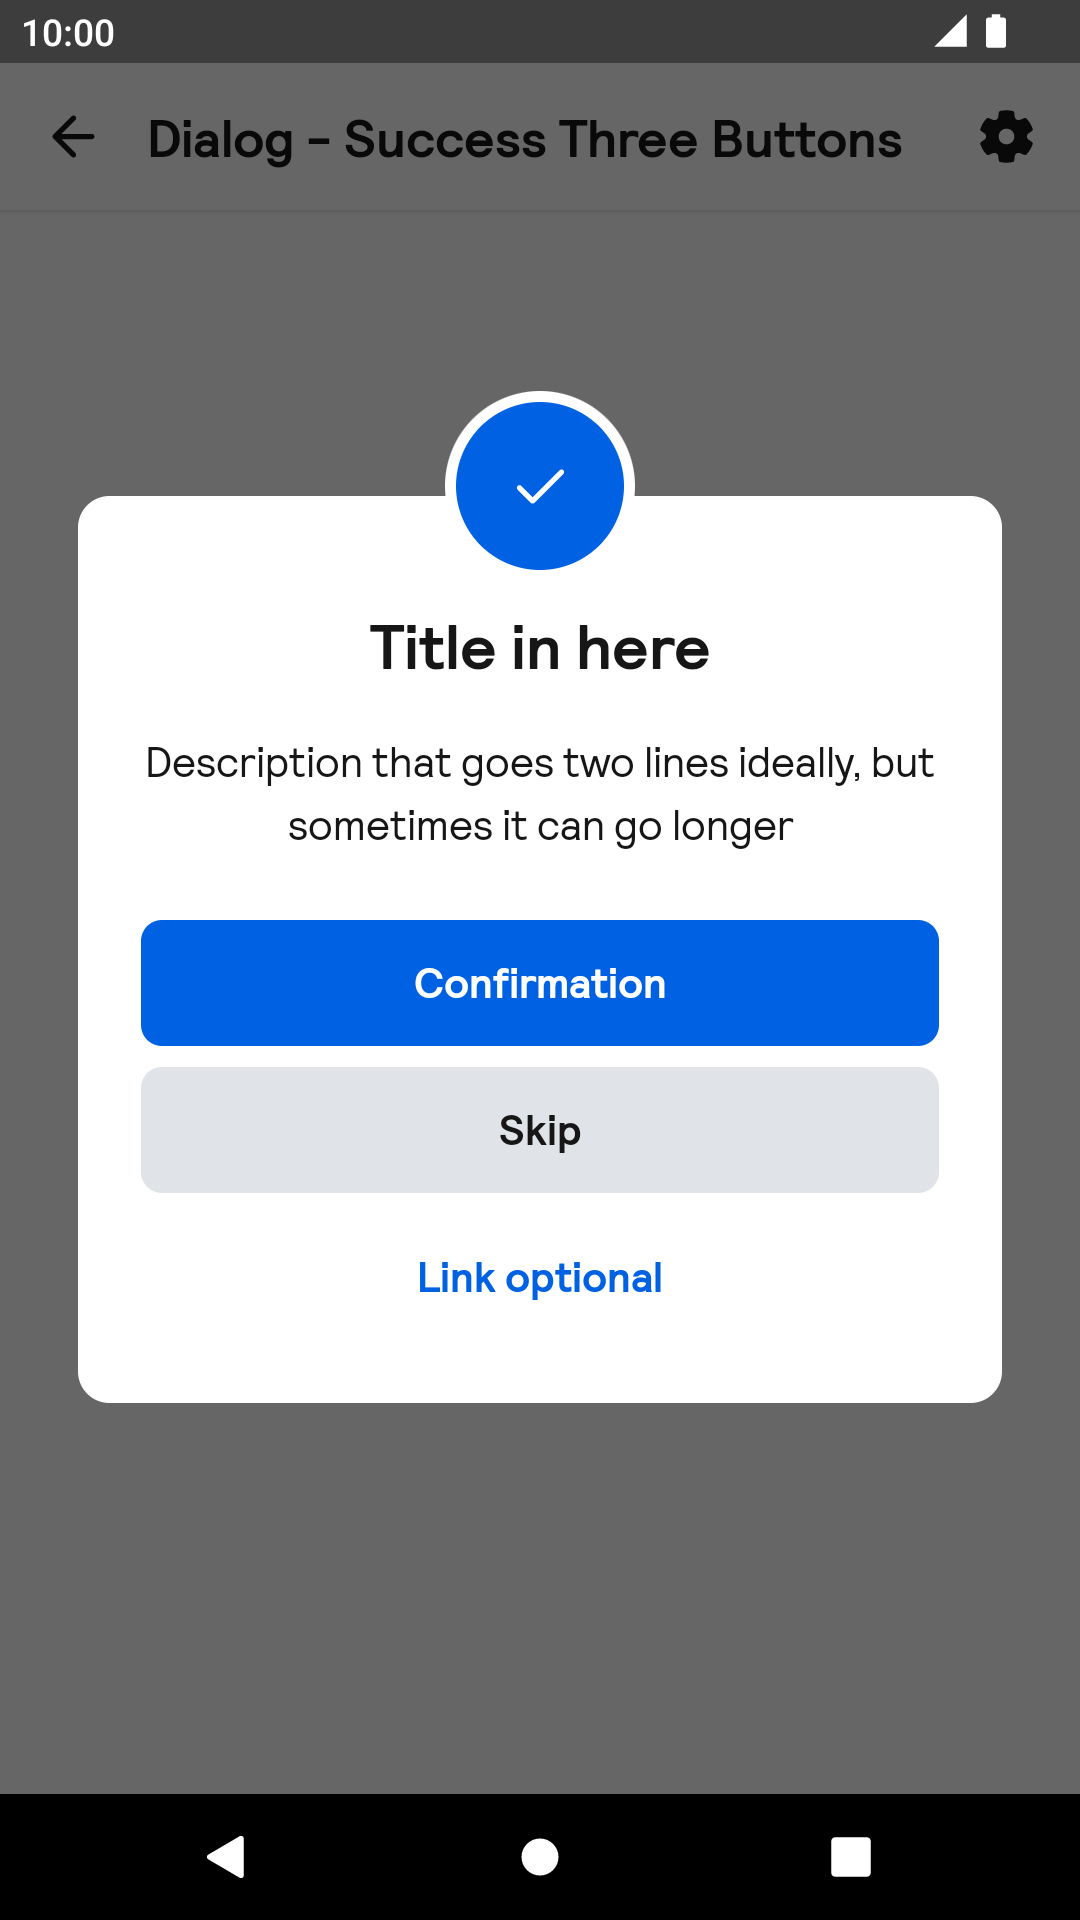 10:00
Dialog - Success Three Buttons
Title in here
Description that goes two lines ideally, but
sometimes it can go longer
Confirmation
Skip
Link optional